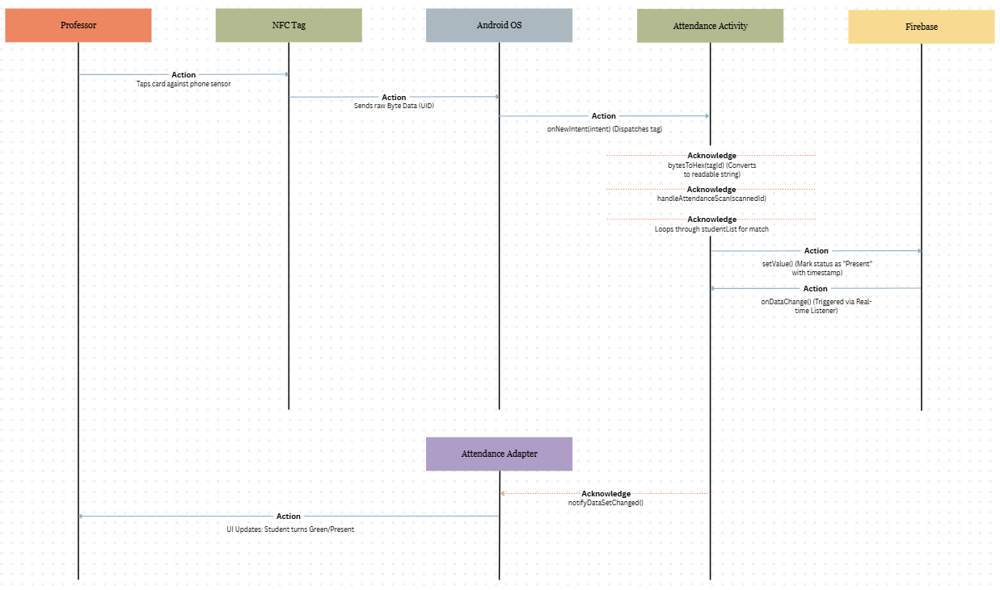 Professor
NFC Tag
Android OS
Attendance Activity
Firebase
Action
Taps card against phone sensor
Action
Sends raw Byte Data (UID)
Action
onNewIntent(intent) (Dispatches tag)
Acknowledge
bytesToHex(tagId) (Converts
to readable string)
Acknowledge
handleAttendanceScan(scannedId)
Acknowledge
Loops through studentList for match
Action
setValue() (Mark status as "Present"
with timestamp)
Action
onDataChange() (Triggered via Real-
time Listener)
Attendance Adapter
Acknowledge
notifyDataSetChanged()
Action
UI Updates: Student turns Green/Present